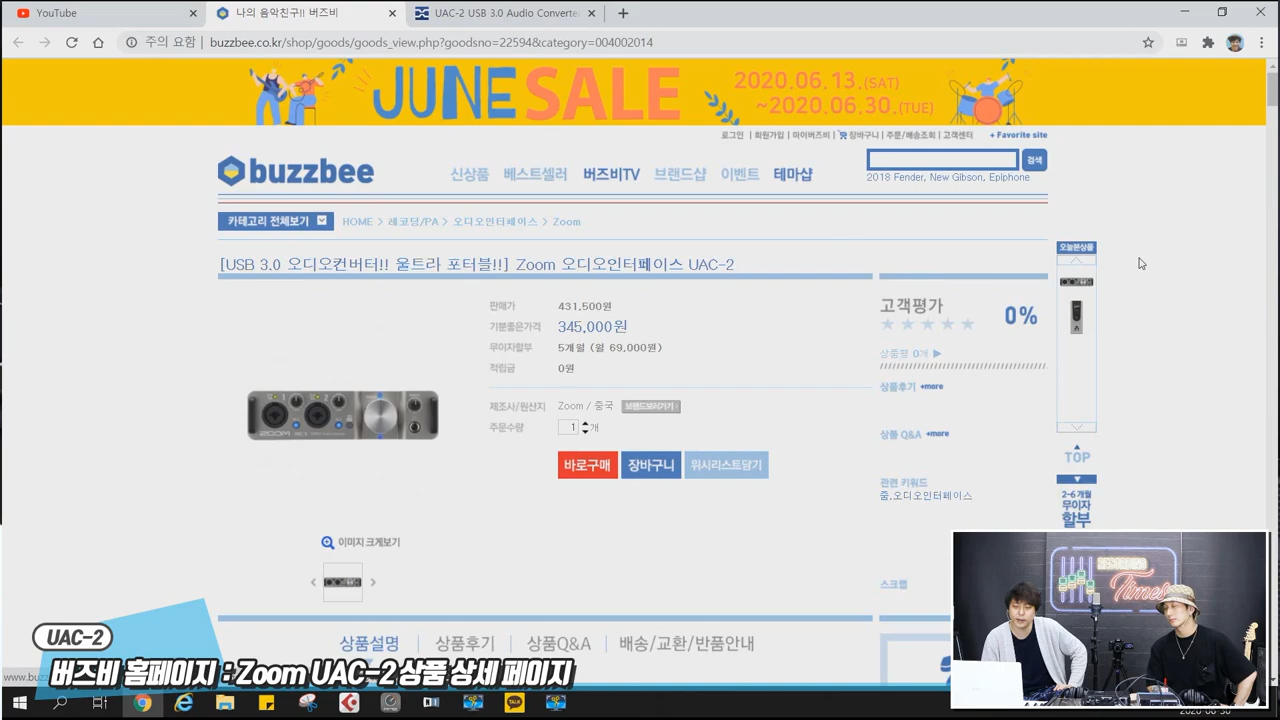 YouTube
나의 음악친구!! 버즈비
UAC-2 USB 3.0 Audio Converte
주의 요함
buzzbee.co.kr/shop/goods/goods_view.php?goodsno=22594&category=004002014
JUNE SALE
2020.06.13.(SAT)
~2020.06.30.(TUE)
로그인 | 회원가입 | 마이버즈비 | 장바구니 | 주문/배송조회 | 고객센터
+ Favorite site
buzzbee
신상품 베스트셀러 버즈비TV 브랜드샵 이벤트 테마샵
검색
2018 Fender, New Gibson, Epiphone
카테고리 전체보기
HOME > 레코딩/PA > 오디오인터페이스 > Zoom
오늘본상품
[USB 3.0 오디오컨버터!! 울트라 포터블!!] Zoom 오디오인터페이스 UAC-2
판매가 431,500원
기분좋은가격 345,000원
무이자할부 5개월 (월 69,000원)
적립금 0원
제조사/원산지 Zoom / 중국 브랜드보러가기
주문수량 1 개
바로구매 장바구니 위시리스트담기
고객평가 0%
상품평 0개
상품후기 +more
상품 Q&A +more
관련 키워드
줌,오디오인터페이스
TOP
2-6 개월
무이자
할부
스크랩
이미지 크게보기
상품설명 | 상품후기 | 상품Q&A | 배송/교환/반품안내
Times
UAC-2
버즈비 홈페이지 : Zoom UAC-2 상품 상세 페이지
www.buzz
TALK